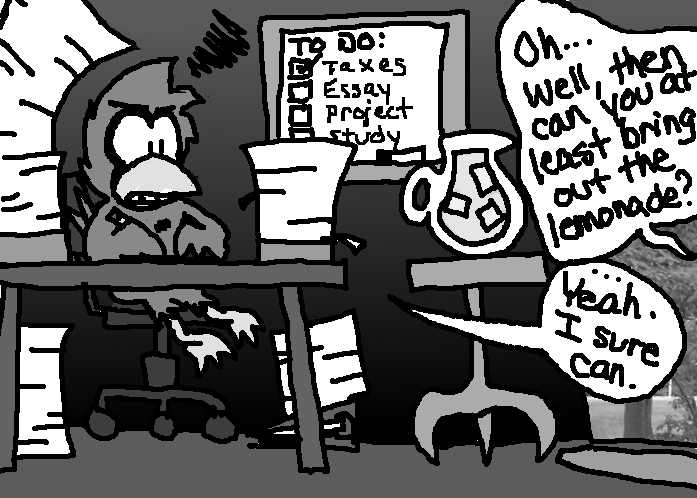 TO DO:
Taxes
Essay
Project
Study
Oh...
Well, then
can you at
least bring
out the
lemonade?
...
Yeah.
I sure
can.